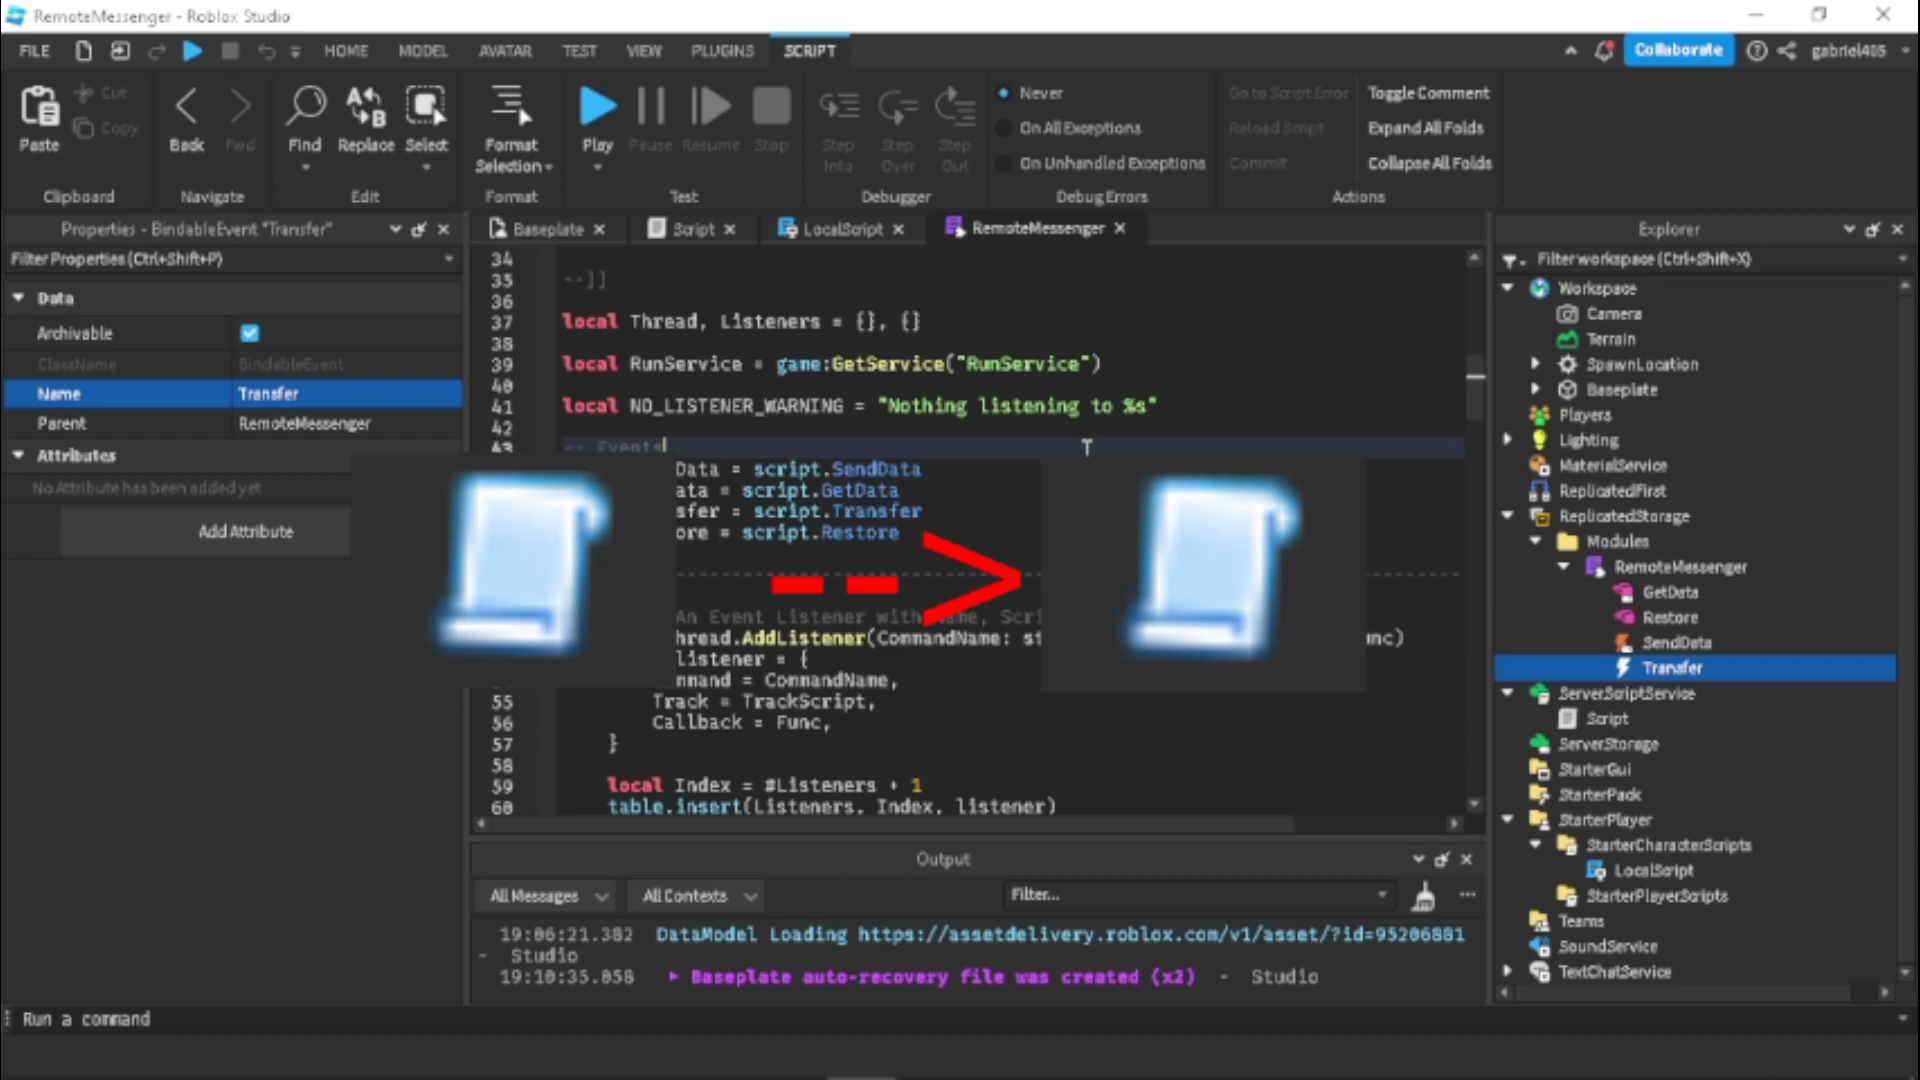 RemoteMessenger - Roblox Studio
FILE
HOME
MODEL
AVATAR
TEST
VIEW
PLUGINS
SCRIPT
Collaborate
gabriel405
Paste
Cut
Copy
Clipboard
Back
Fwd
Navigate
Find
Replace
Select
Edit
Format
Selection
Format
Play
Pause
Resume
Stop
Test
Step
Into
Step
Over
Step
Out
Debugger
Never
On All Exceptions
On Unhandled Exceptions
Debug Errors
Go to Script Error
Reload Script
Commit
Toggle Comment
Expand All Folds
Collapse All Folds
Actions
Properties - BindableEvent "Transfer"
Filter Properties (Ctrl+Shift+P)
Data
Archivable
ClassName BindableEvent
Name Transfer
Parent RemoteMessenger
Attributes
No Attribute has been added yet
Add Attribute
Baseplate
Script
LocalScript
RemoteMessenger
34
35 --]]
36
37 local Thread, Listeners = {}, {}
38
39 local RunService = game:GetService("RunService")
40
41 local NO_LISTENER_WARNING = "Nothing listening to %s"
42
43 -- Events
Data = script.SendData
ata = script.GetData
sfer = script.Transfer
ore = script.Restore
An Event Listener with Name, Scri
hread.AddListener(CommandName: st
unc)
listener = {
mmand = CommandName,
55 Track = TrackScript,
56 Callback = Func,
57 }
58
59 local Index = #Listeners + 1
60 table.insert(Listeners, Index, listener)
Output
All Messages
All Contexts
Filter...
19:06:21.382 DataModel Loading https://assetdelivery.roblox.com/v1/asset/?id=95206881
- Studio
19:10:35.058 Baseplate auto-recovery file was created (x2) - Studio
Run a command
Explorer
Filter workspace (Ctrl+Shift+X)
Workspace
Camera
Terrain
SpawnLocation
Baseplate
Players
Lighting
MaterialService
ReplicatedFirst
ReplicatedStorage
Modules
RemoteMessenger
GetData
Restore
SendData
Transfer
ServerScriptService
Script
ServerStorage
StarterGui
StarterPack
StarterPlayer
StarterCharacterScripts
LocalScript
StarterPlayerScripts
Teams
SoundService
TextChatService